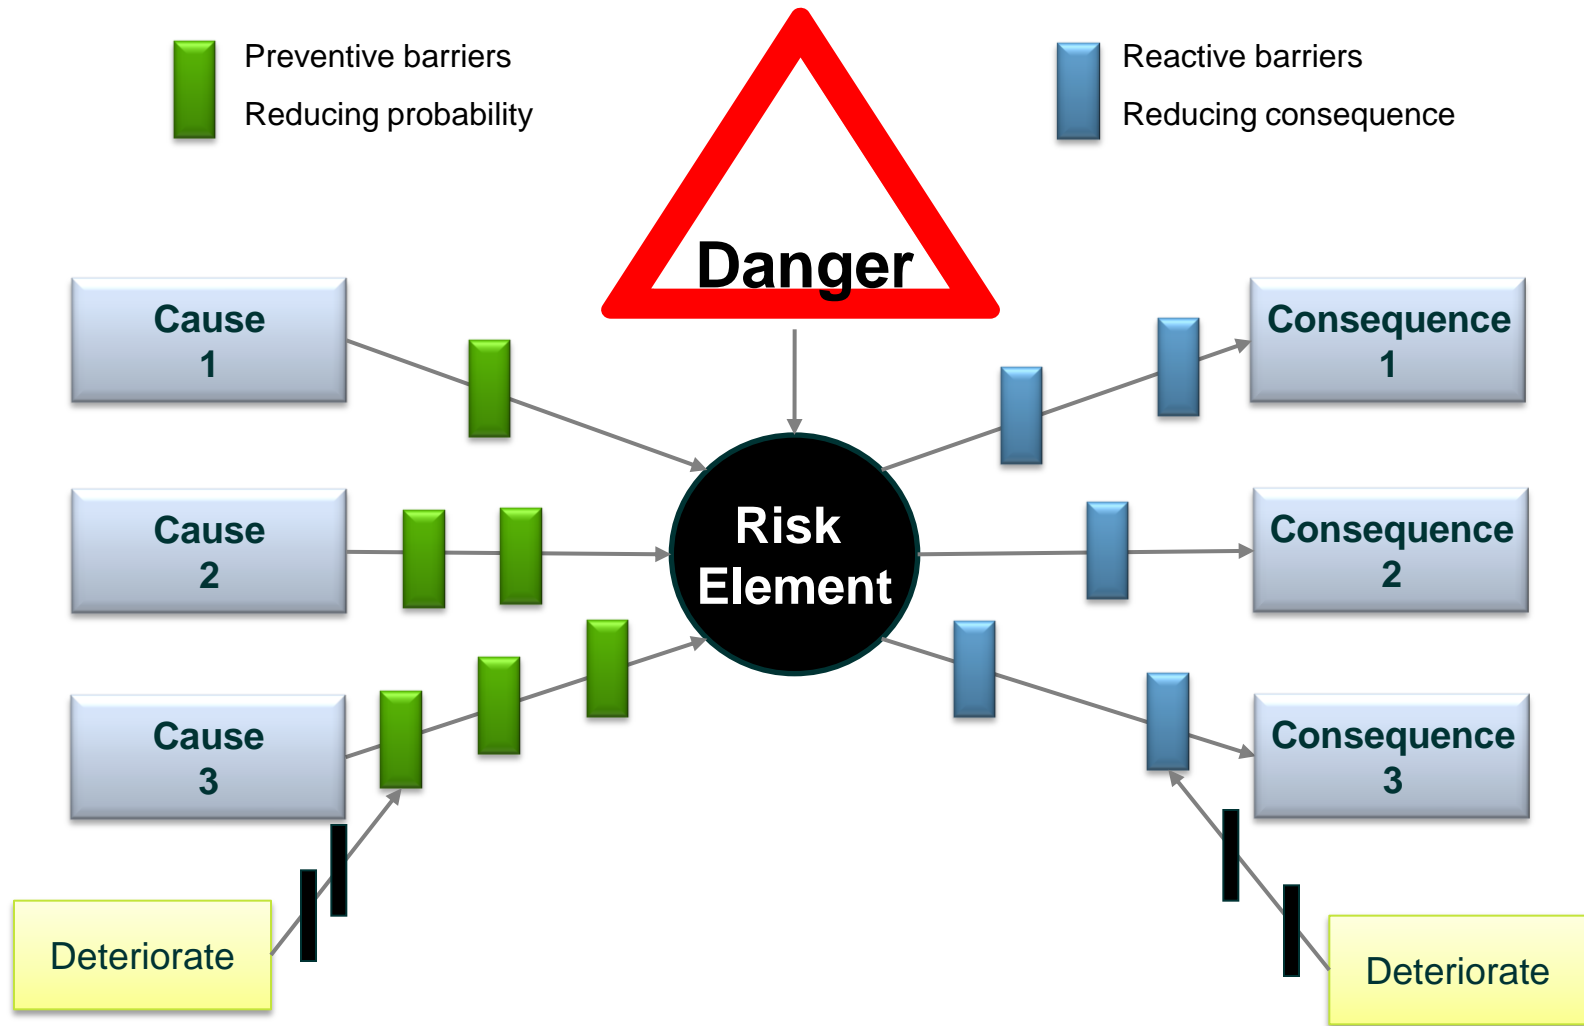 Preventive barriers
Reducing probability
Reactive barriers
Reducing consequence
Danger
Cause
1
Consequence
1
Cause
2
Risk
Element
Consequence
2
Cause
3
Consequence
3
Deteriorate
Deteriorate